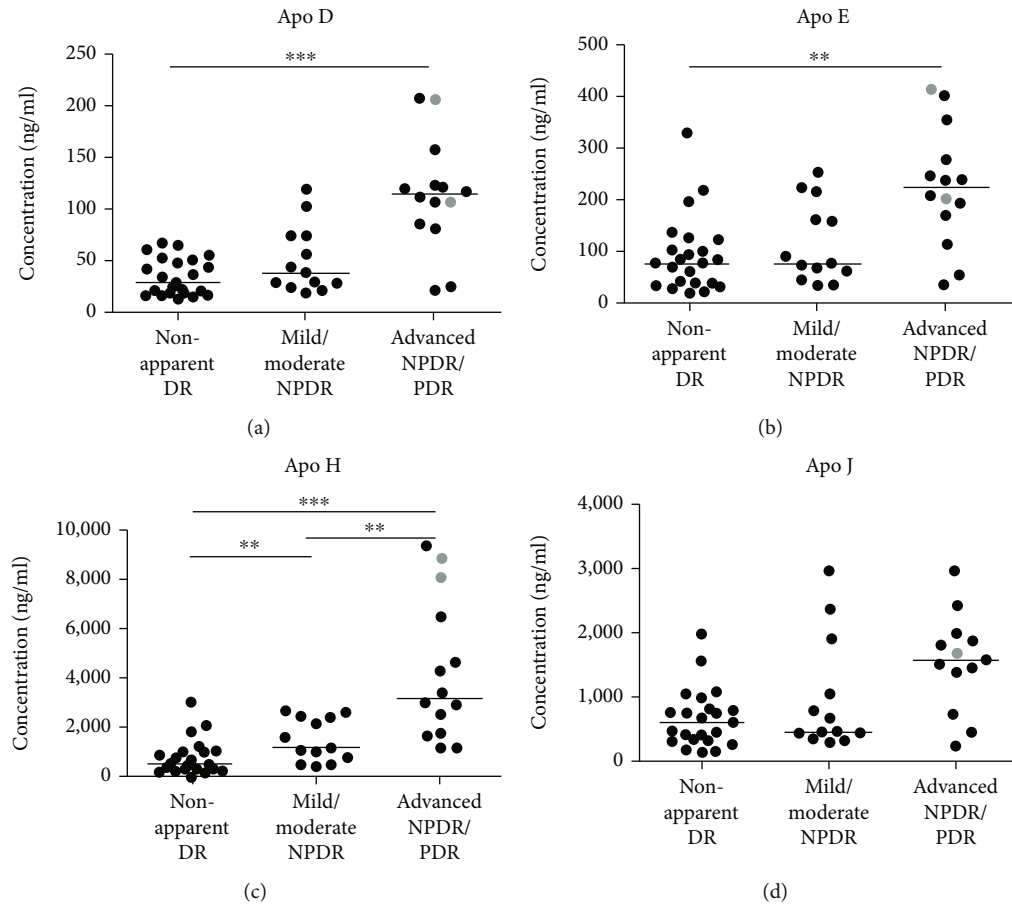 Apo D
Concentration (ng/ml)
250
200
150
100
50
0
***
Non-
apparent
DR
Mild/
moderate
NPDR
Advanced
NPDR/
PDR
(a)
Apo E
Concentration (ng/ml)
500
400
300
200
100
0
**
Non-
apparent
DR
Mild/
moderate
NPDR
Advanced
NPDR/
PDR
(b)
Apo H
Concentration (ng/ml)
10,000
8,000
6,000
4,000
2,000
0
***
**
**
Non-
apparent
DR
Mild/
moderate
NPDR
Advanced
NPDR/
PDR
(c)
Apo J
Concentration (ng/ml)
4,000
3,000
2,000
1,000
0
Non-
apparent
DR
Mild/
moderate
NPDR
Advanced
NPDR/
PDR
(d)